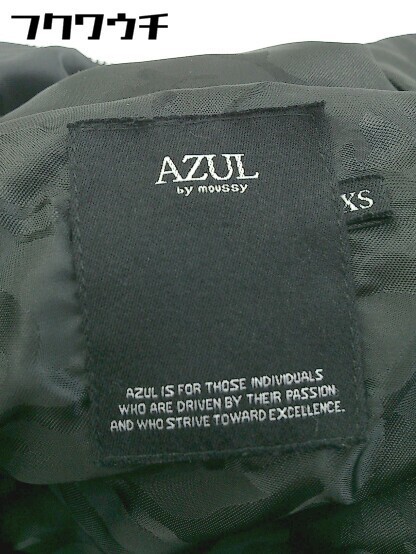 フクワウチ
AZUL
by moussy
XS
AZUL IS FOR THOSE INDIVIDUALS
WHO ARE DRIVEN BY THEIR PASSION
AND WHO STRIVE TOWARD EXCELLENCE.